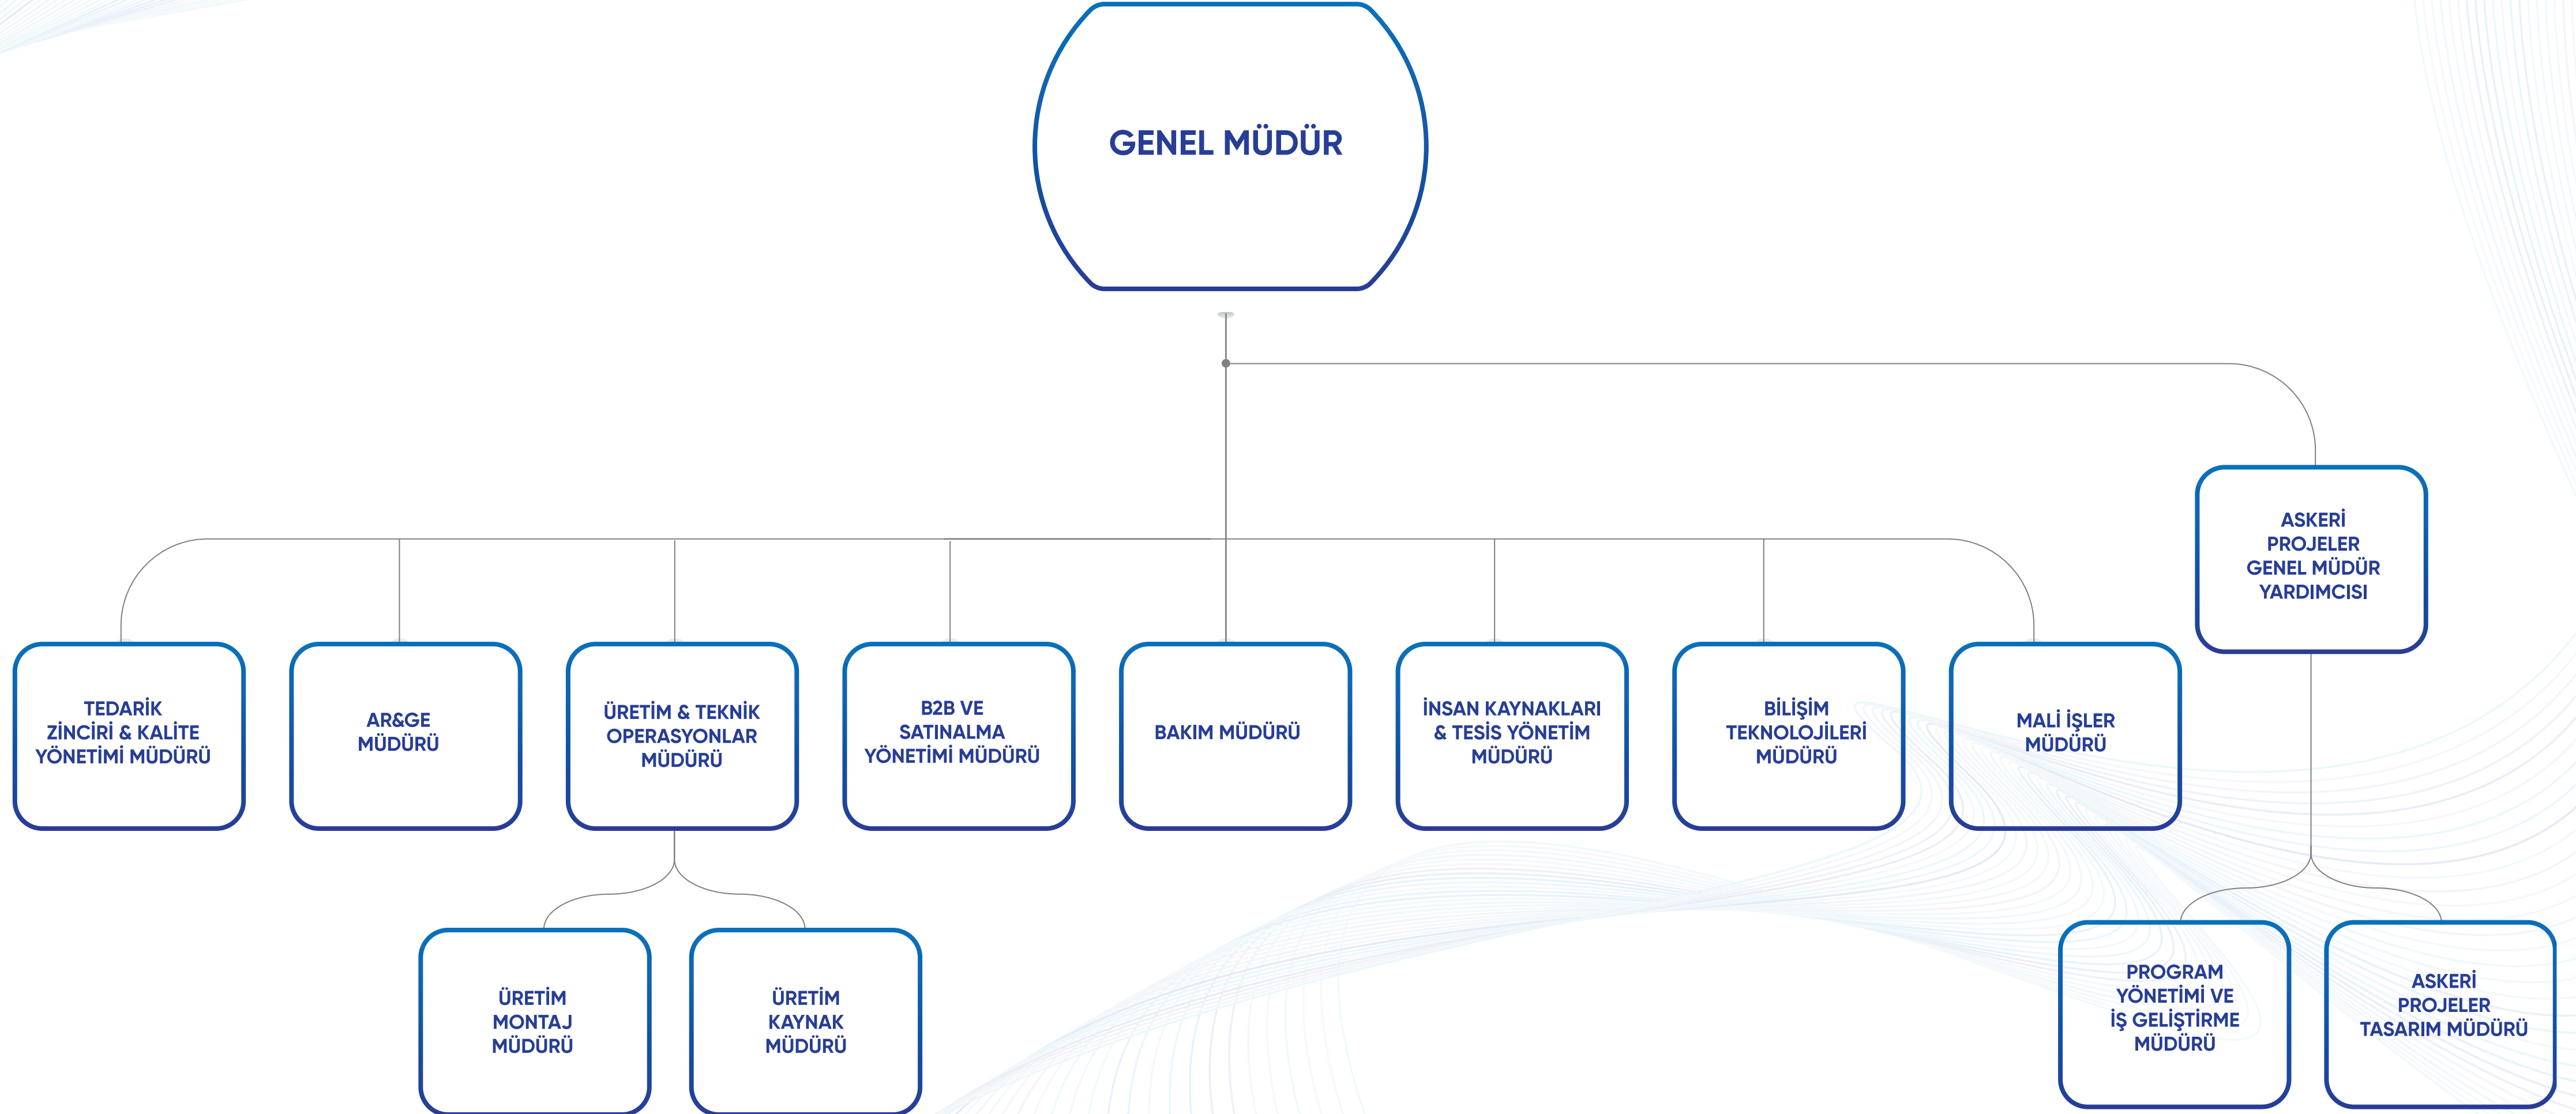 GENEL MÜDÜR
ASKERİ
PROJELER
GENEL MÜDÜR
YARDIMCISI
TEDARİK
ZİNCİRİ & KALİTE
YÖNETİMİ MÜDÜRÜ
AR&GE
MÜDÜRÜ
ÜRETİM & TEKNİK
OPERASYONLAR
MÜDÜRÜ
B2B VE
SATINALMA
YÖNETİMİ MÜDÜRÜ
BAKIM MÜDÜRÜ
İNSAN KAYNAKLARI
& TESİS YÖNETİM
MÜDÜRÜ
BİLİŞİM
TEKNOLOJİLERİ
MÜDÜRÜ
MALİ İŞLER
MÜDÜRÜ
ÜRETİM
MONTAJ
MÜDÜRÜ
ÜRETİM
KAYNAK
MÜDÜRÜ
PROGRAM
YÖNETİMİ VE
İŞ GELİŞTİRME
MÜDÜRÜ
ASKERİ
PROJELER
TASARIM MÜDÜRÜ